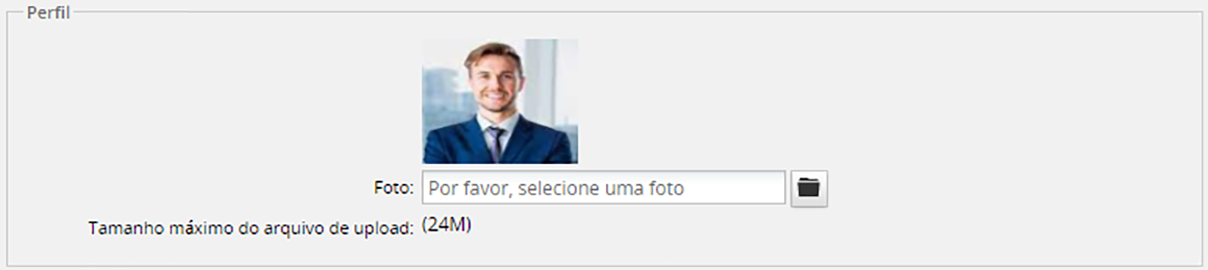 Perfil
Foto: Por favor, selecione uma foto
Tamanho máximo do arquivo de upload: (24M)